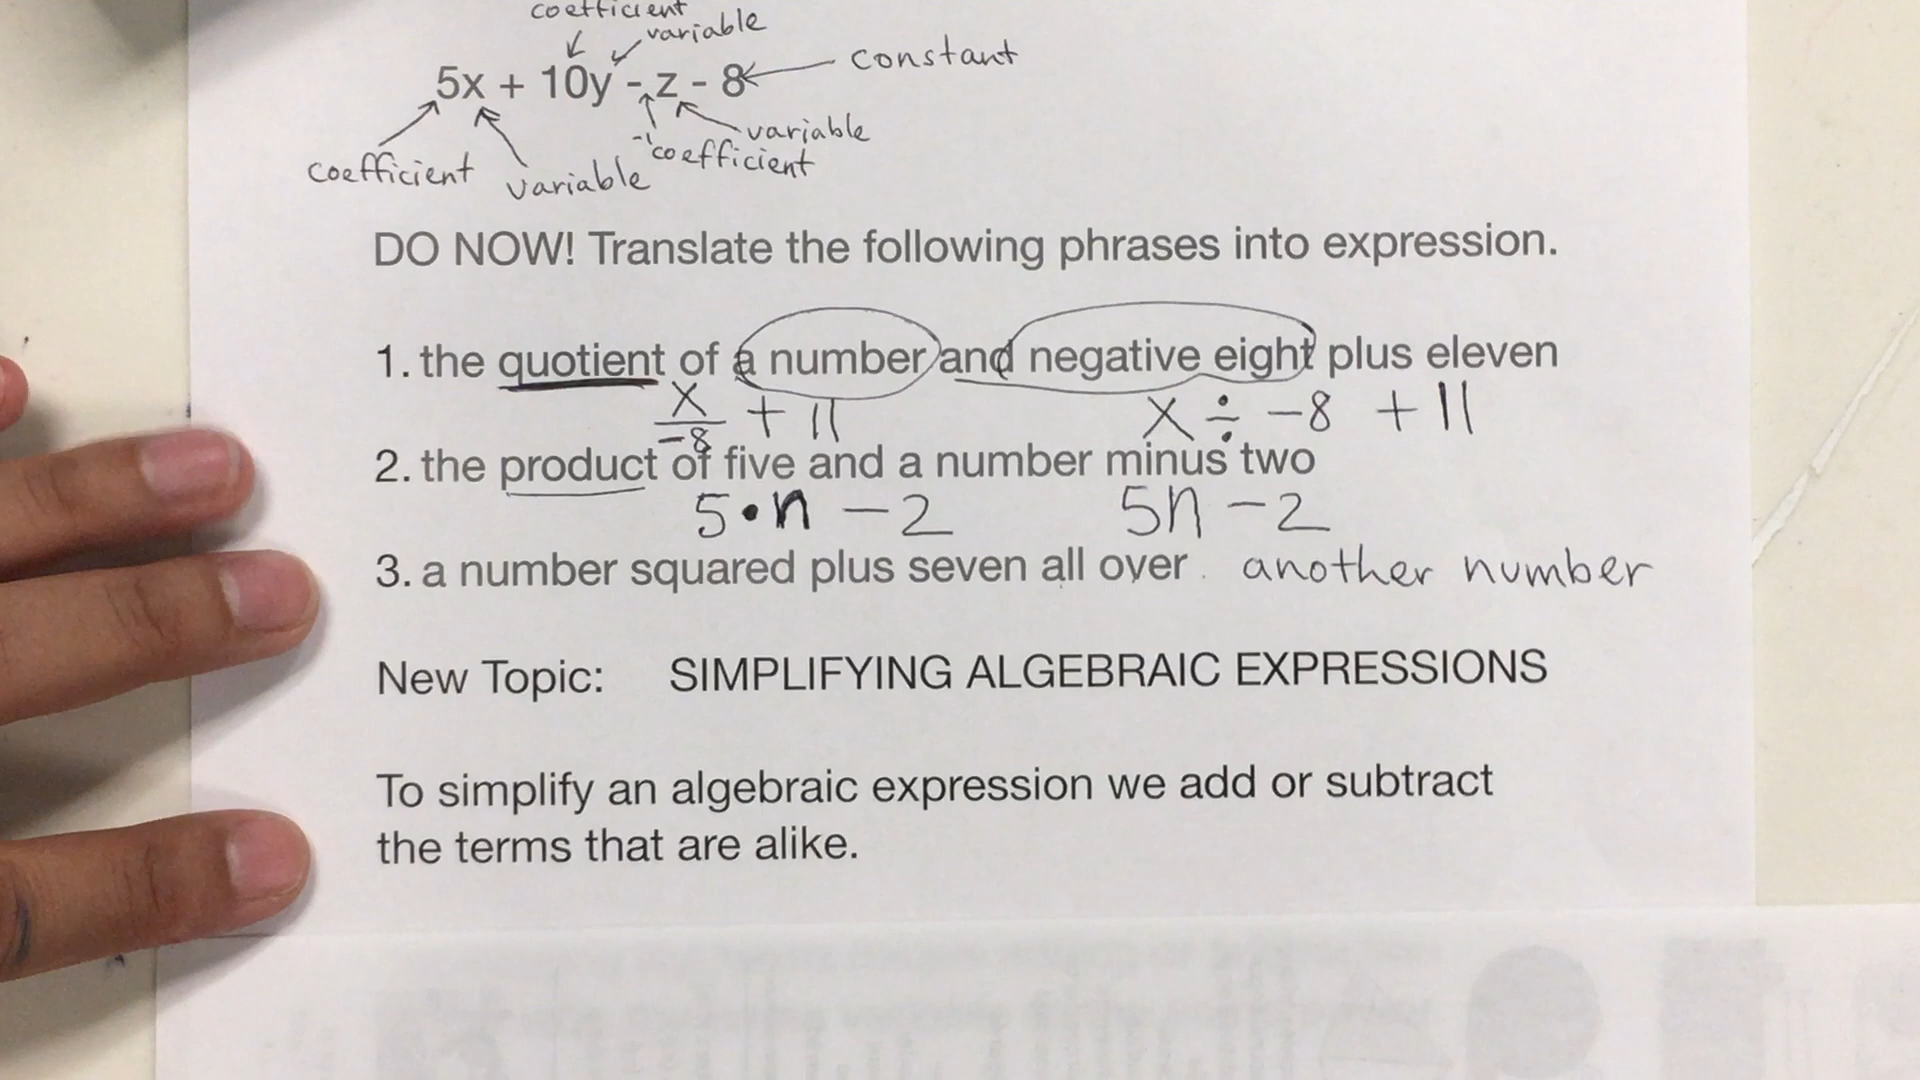 coefficient
variable
5x + 10y - z - 8
constant
variable
-1
coefficient
coefficient
variable
DO NOW! Translate the following phrases into expression.
1. the quotient of a number and negative eight plus eleven
x/-8 + 11
x ÷ -8 + 11
2. the product of five and a number minus two
5•n - 2
5n - 2
3. a number squared plus seven all over another number
New Topic: SIMPLIFYING ALGEBRAIC EXPRESSIONS
To simplify an algebraic expression we add or subtract
the terms that are alike.